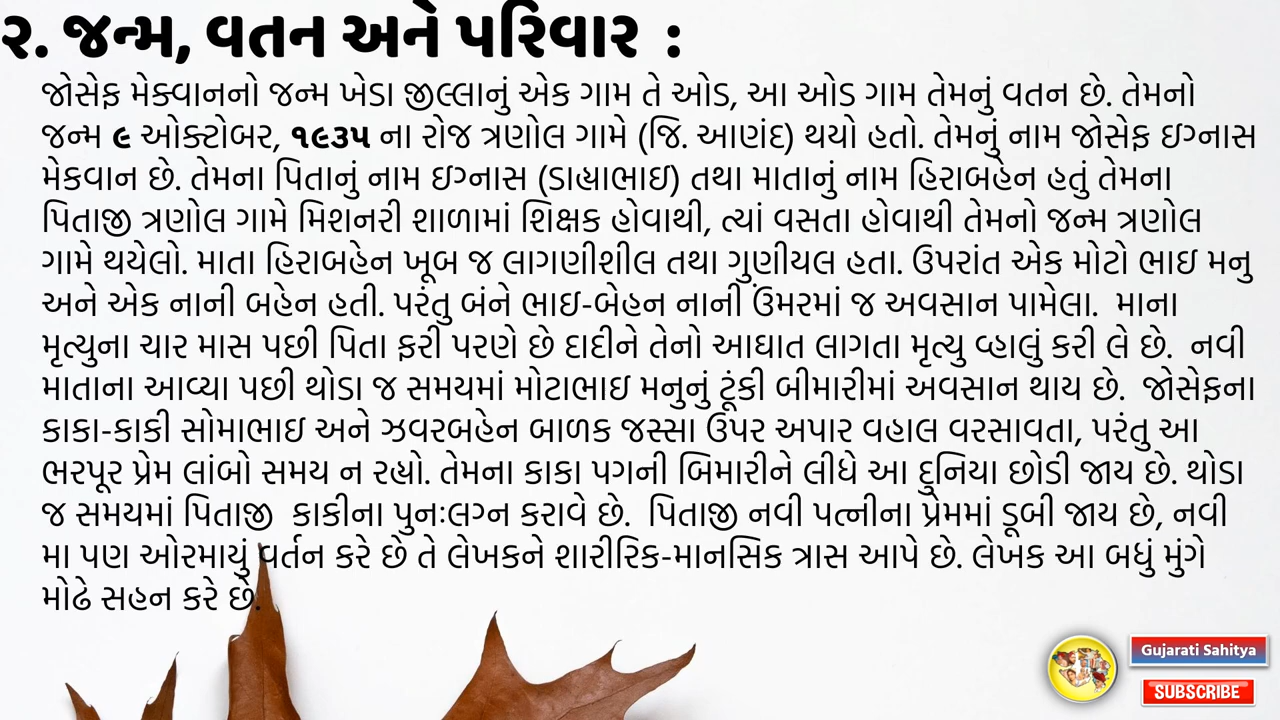 ૨. જન્મ, વતન અને પરિવાર :
જોસેફ મેકવાનનો જન્મ ખેડા જીલ્લાનું એક ગામ તે ઓડ, આ ઓડ ગામ તેમનું વતન છે. તેમનો
જન્મ ૯ ઓક્ટોબર, ૧૯૩૫ ના રોજ ત્રણોલ ગામે (જિ. આણંદ) થયો હતો. તેમનું નામ જોસેફ ઇગ્નાસ
મેકવાન છે. તેમના પિતાનું નામ ઇગ્નાસ (ડાહ્યાભાઇ) તથા માતાનું નામ હિરાબહેન હતું તેમના
પિતાજી ત્રણોલ ગામે મિશનરી શાળામાં શિક્ષક હોવાથી, ત્યાં વસતા હોવાથી તેમનો જન્મ ત્રણોલ
ગામે થયેલો. માતા હિરાબહેન ખૂબ જ લાગણીશીલ તથા ગુણીયલ હતા. ઉપરાંત એક મોટો ભાઇ મનુ
અને એક નાની બહેન હતી. પરંતુ બંને ભાઇ-બેહન નાની ઉંમરમાં જ અવસાન પામેલા. માના
મૃત્યુના ચાર માસ પછી પિતા ફરી પરણે છે દાદીને તેનો આઘાત લાગતા મૃત્યુ વ્હાલું કરી લે છે. નવી
માતાના આવ્યા પછી થોડા જ સમયમાં મોટાભાઇ મનુનું ટૂંકી બીમારીમાં અવસાન થાય છે. જોસેફના
કાકા-કાકી સોમાભાઇ અને ઝવરબહેન બાળક જસ્સા ઉપર અપાર વહાલ વરસાવતા, પરંતુ આ
ભરપૂર પ્રેમ લાંબો સમય ન રહ્યો. તેમના કાકા પગની બિમારીને લીધે આ દુનિયા છોડી જાય છે. થોડા
જ સમયમાં પિતાજી કાકીના પુનઃલગ્ન કરાવે છે. પિતાજી નવી પત્નીના પ્રેમમાં ડૂબી જાય છે, નવી
મા પણ ઓરમાયું વર્તન કરે છે તે લેખકને શારીરિક-માનસિક ત્રાસ આપે છે. લેખક આ બધું મુંગે
મોઢે સહન કરે છે.
Gujarati Sahitya
SUBSCRIBE